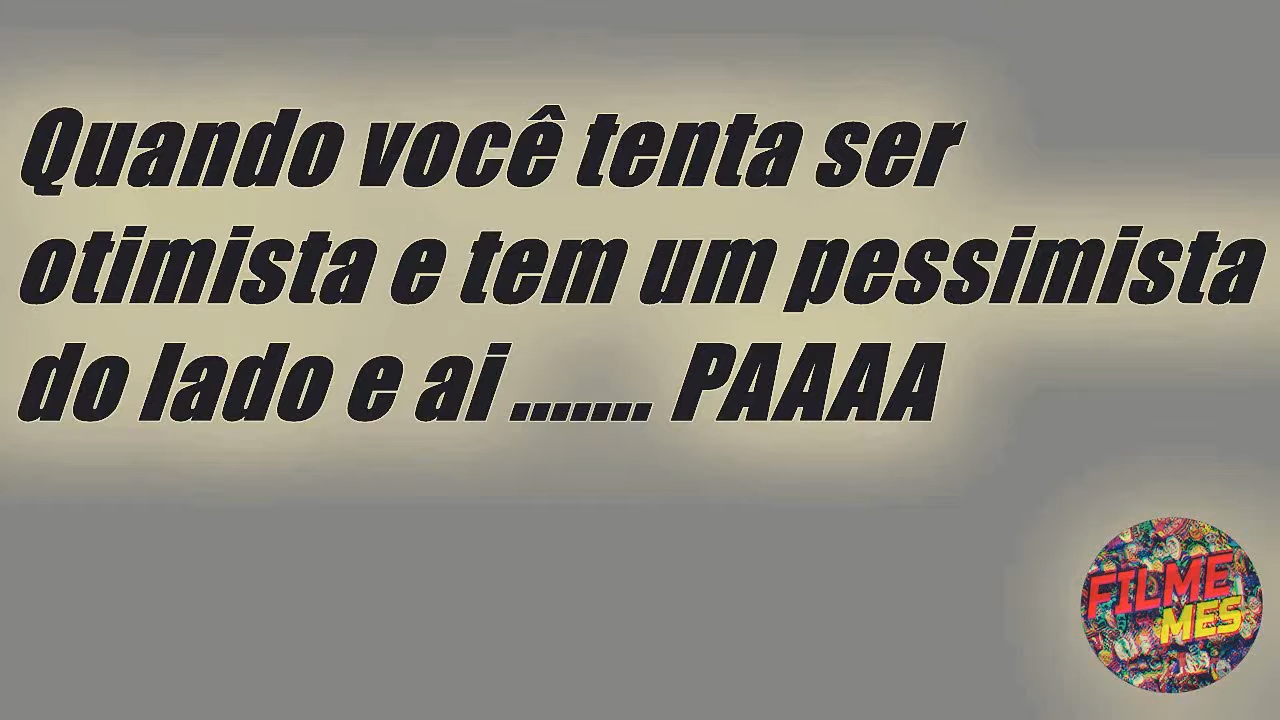 Quando você tenta ser
otimista e tem um pessimista
do lado e ai ....... PAAAA
FILME
MES